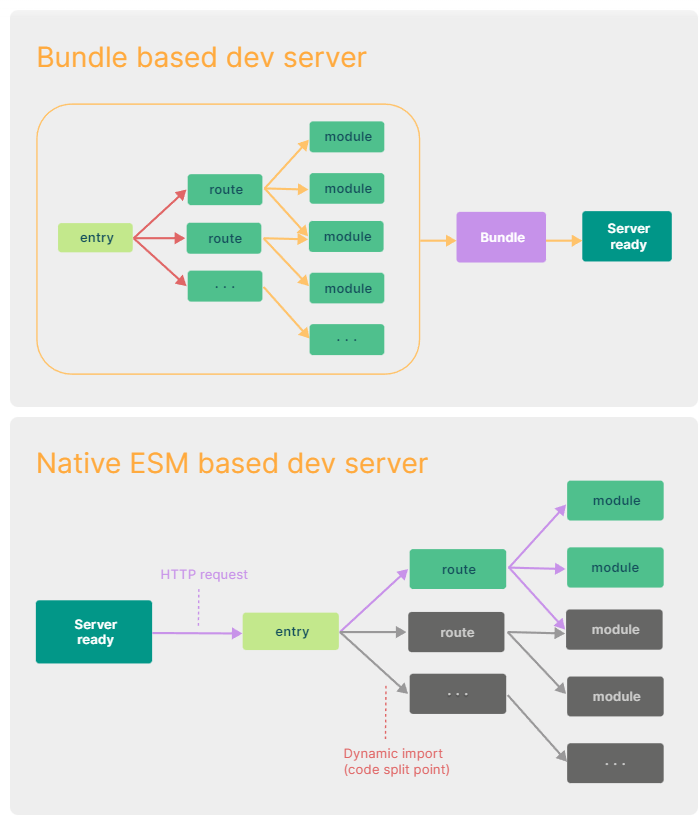 Bundle based dev server
module
route
module
entry
route
module
Bundle
Server
ready
. . .
module
. . .
Native ESM based dev server
module
HTTP request
route
module
Server
ready
entry
route
module
. . .
module
Dynamic import
(code split point)
. . .